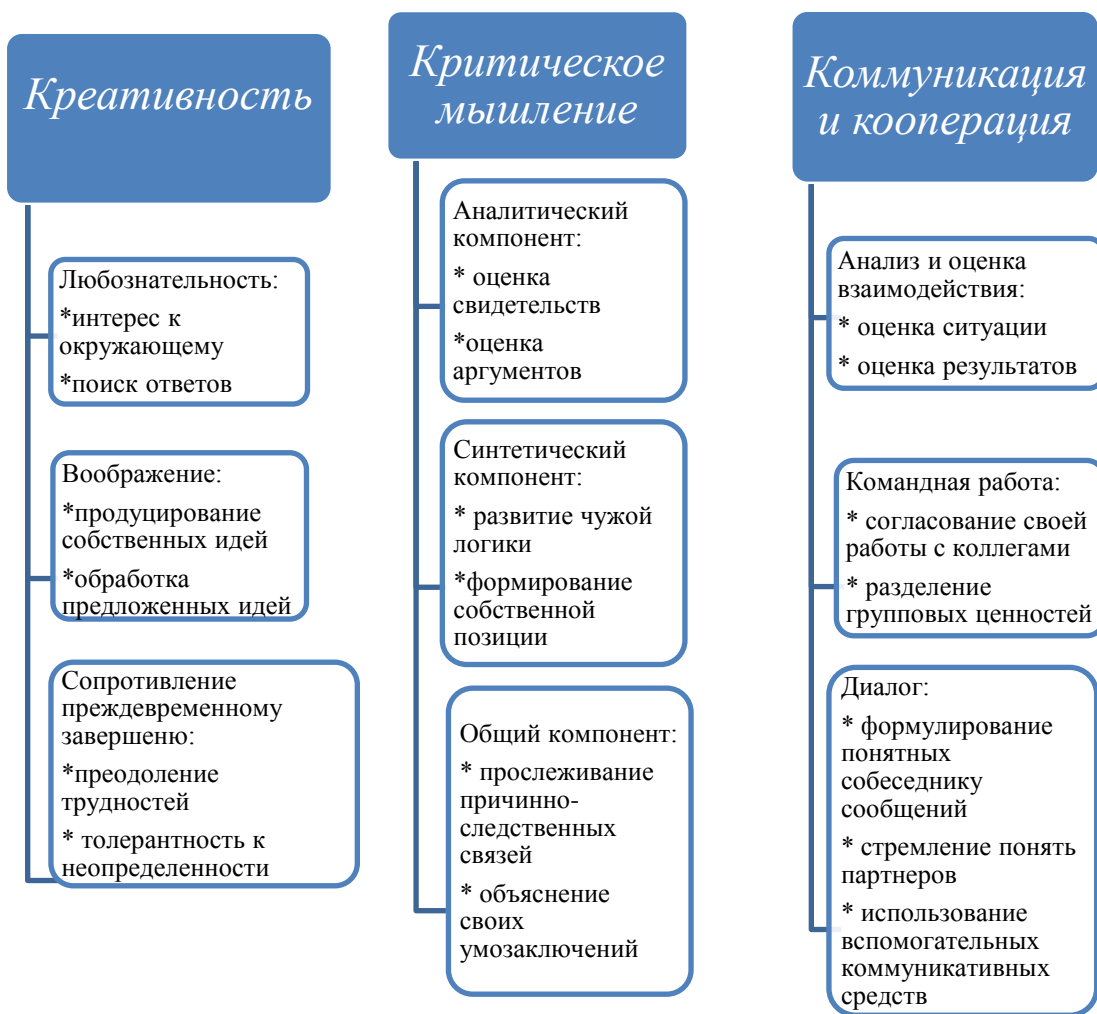 Креативность
Любознательность:
*интерес к
окружающему
*поиск ответов
Воображение:
*продуцирование
собственных идей
*обработка
предложенных идей
Сопротивление
преждевременному
завершеню:
*преодоление
трудностей
* толерантность к
неопределенности
Критическое
мышление
Аналитический
компонент:
* оценка
свидетельств
*оценка
аргументов
Синтетический
компонент:
* развитие чужой
логики
*формирование
собственной
позиции
Общий компонент:
* прослеживание
причинно-
следственных
связей
* объяснение
своих
умозаключений
Коммуникация
и кооперация
Анализ и оценка
взаимодействия:
* оценка ситуации
* оценка результатов
Командная работа:
* согласование своей
работы с коллегами
* разделение
групповых ценностей
Диалог:
* формулирование
понятных
собеседнику
сообщений
* стремление понять
партнеров
* использование
вспомогательных
коммуникативных
средств